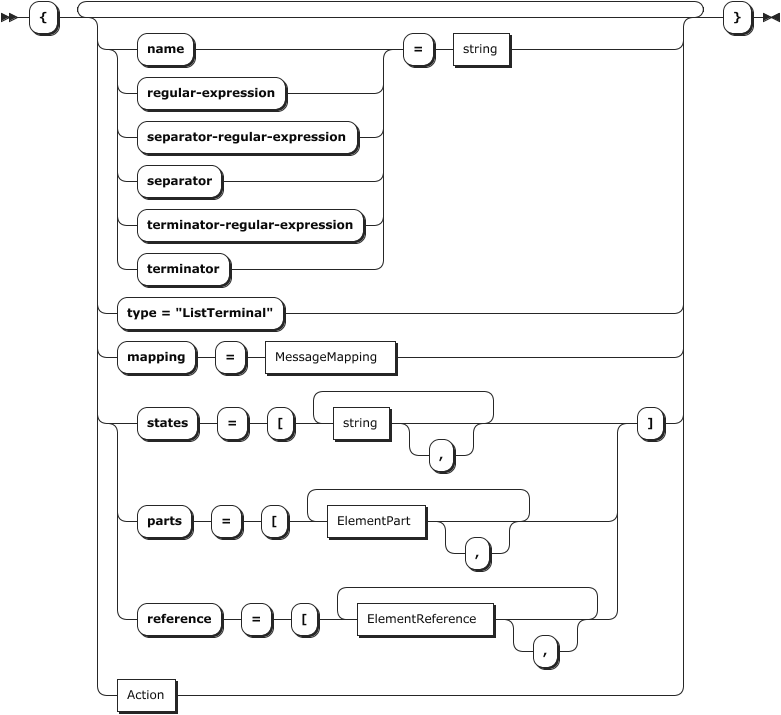 { }
name = string
regular-expression
separator-regular-expression
separator
terminator-regular-expression
terminator
type = "ListTerminal"
mapping = MessageMapping
states = [ string ]
,
parts = [ ElementPart
,
reference = [ ElementReference
,
Action